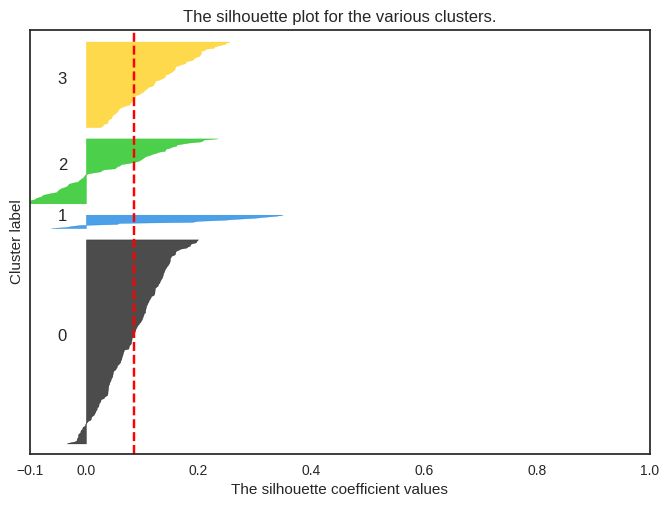 The silhouette plot for the various clusters.
3
2
1
0
Cluster label
−0.1 0.0 0.2 0.4 0.6 0.8 1.0
The silhouette coefficient values